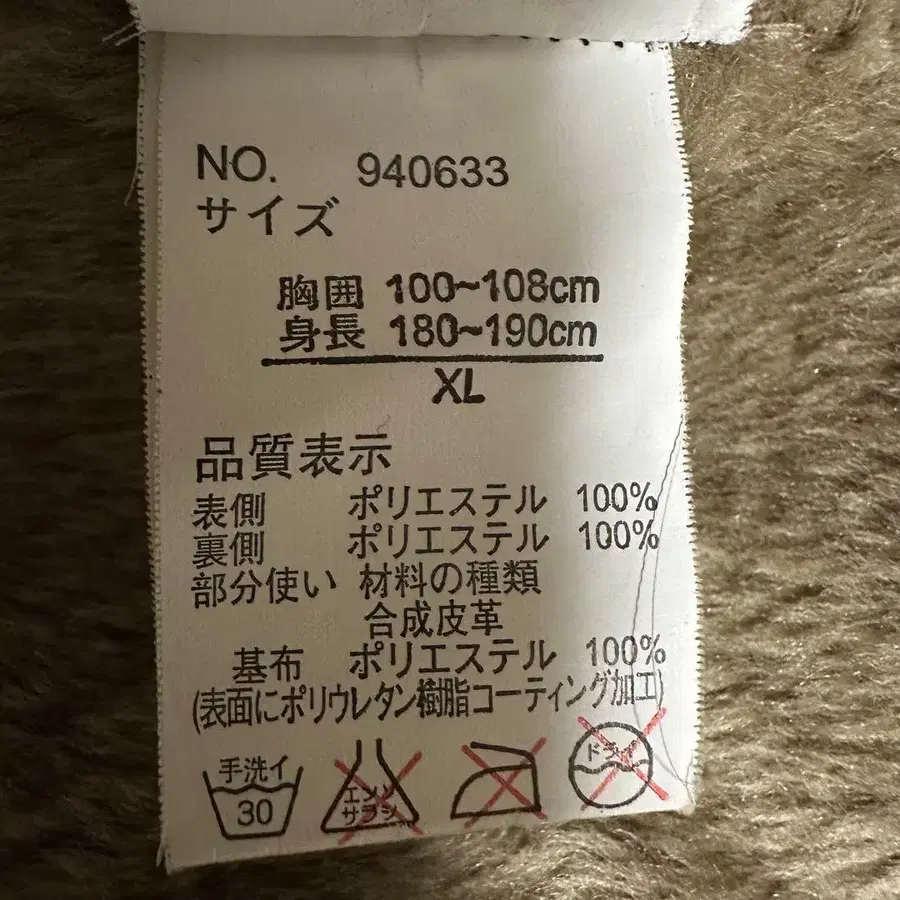 NO. 940633
サイズ
胸囲 100~108cm
身長 180~190cm
XL
品質表示
表側 ポリエステル 100%
裏側 ポリエステル 100%
部分使い 材料の種類
合成皮革
基布 ポリエステル 100%
(表面にポリウレタン樹脂コーティング加工)
手洗イ
30
エンソ
サラシ
ドライ